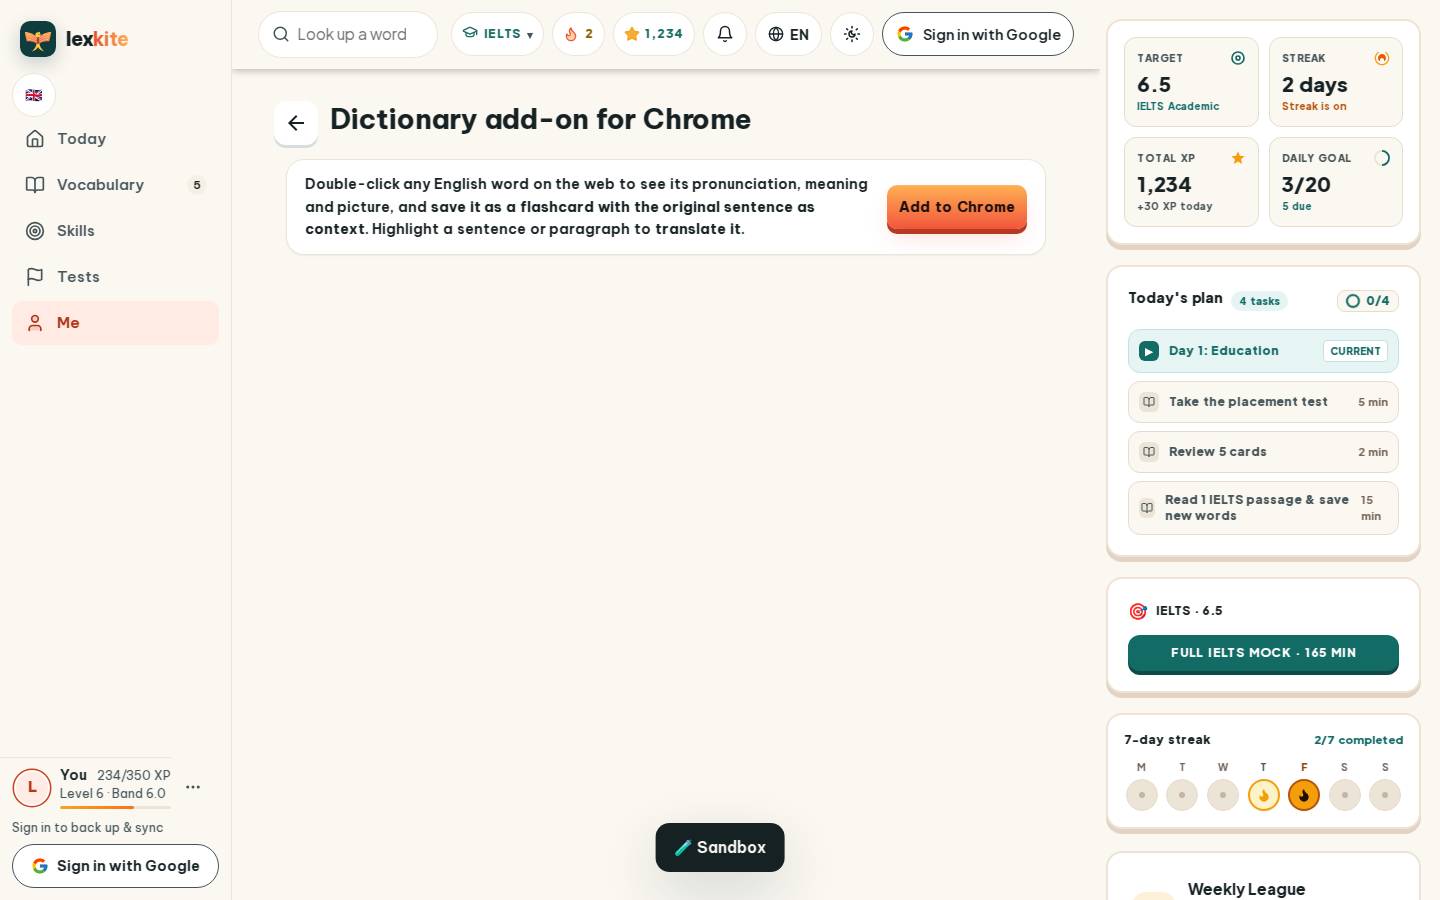 lexkite
Today
Vocabulary 5
Skills
Tests
Me
You 234/350 XP
Level 6 · Band 6.0
Sign in to back up & sync
Sign in with Google
Look up a word
IELTS ▾
2
1,234
EN
Sign in with Google
Dictionary add-on for Chrome
Double-click any English word on the web to see its pronunciation, meaning
and picture, and save it as a flashcard with the original sentence as
context. Highlight a sentence or paragraph to translate it.
Add to Chrome
🧪 Sandbox
TARGET
6.5
IELTS Academic
STREAK
2 days
Streak is on
TOTAL XP
1,234
+30 XP today
DAILY GOAL
3/20
5 due
Today's plan 4 tasks 0/4
Day 1: Education CURRENT
Take the placement test 5 min
Review 5 cards 2 min
Read 1 IELTS passage & save
new words
15
min
🎯 IELTS · 6.5
FULL IELTS MOCK · 165 MIN
7-day streak 2/7 completed
M T W T F S S
Weekly League
L